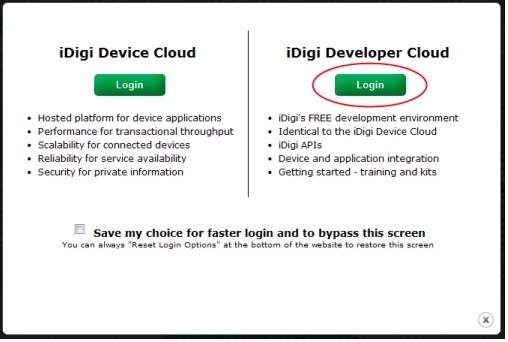 iDigi Device Cloud
Login
• Hosted platform for device applications
• Performance for transactional throughput
• Scalability for connected devices
• Reliability for service availability
• Security for private information
iDigi Developer Cloud
Login
• iDigi's FREE development environment
• Identical to the iDigi Device Cloud
• iDigi APIs
• Device and application integration
• Getting started - training and kits
Save my choice for faster login and to bypass this screen
You can always "Reset Login Options" at the bottom of the website to restore this screen
x